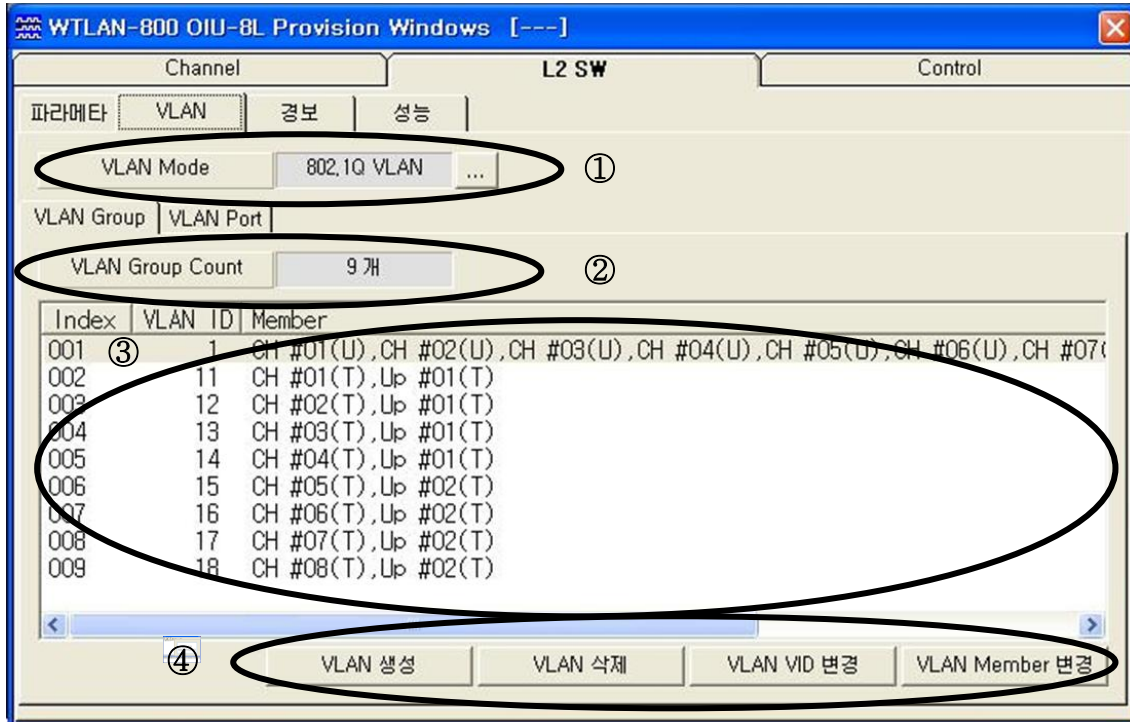 WTLAN-800 OIU-8L Provision Windows [---]
Channel L2 SW Control
파라메타 VLAN 경보 성능
VLAN Mode 802,1Q VLAN ... ①
VLAN Group VLAN Port
VLAN Group Count 9 개 ②
Index VLAN ID Member
001 ③ 1 CH #01(U),CH #02(U),CH #03(U),CH #04(U),CH #05(U),CH #06(U),CH #07(
002 11 CH #01(T),Up #01(T)
003 12 CH #02(T),Up #01(T)
004 13 CH #03(T),Up #01(T)
005 14 CH #04(T),Up #01(T)
006 15 CH #05(T),Up #02(T)
007 16 CH #06(T),Up #02(T)
008 17 CH #07(T),Up #02(T)
009 18 CH #08(T),Up #02(T)
④ VLAN 생성 VLAN 삭제 VLAN VID 변경 VLAN Member 변경